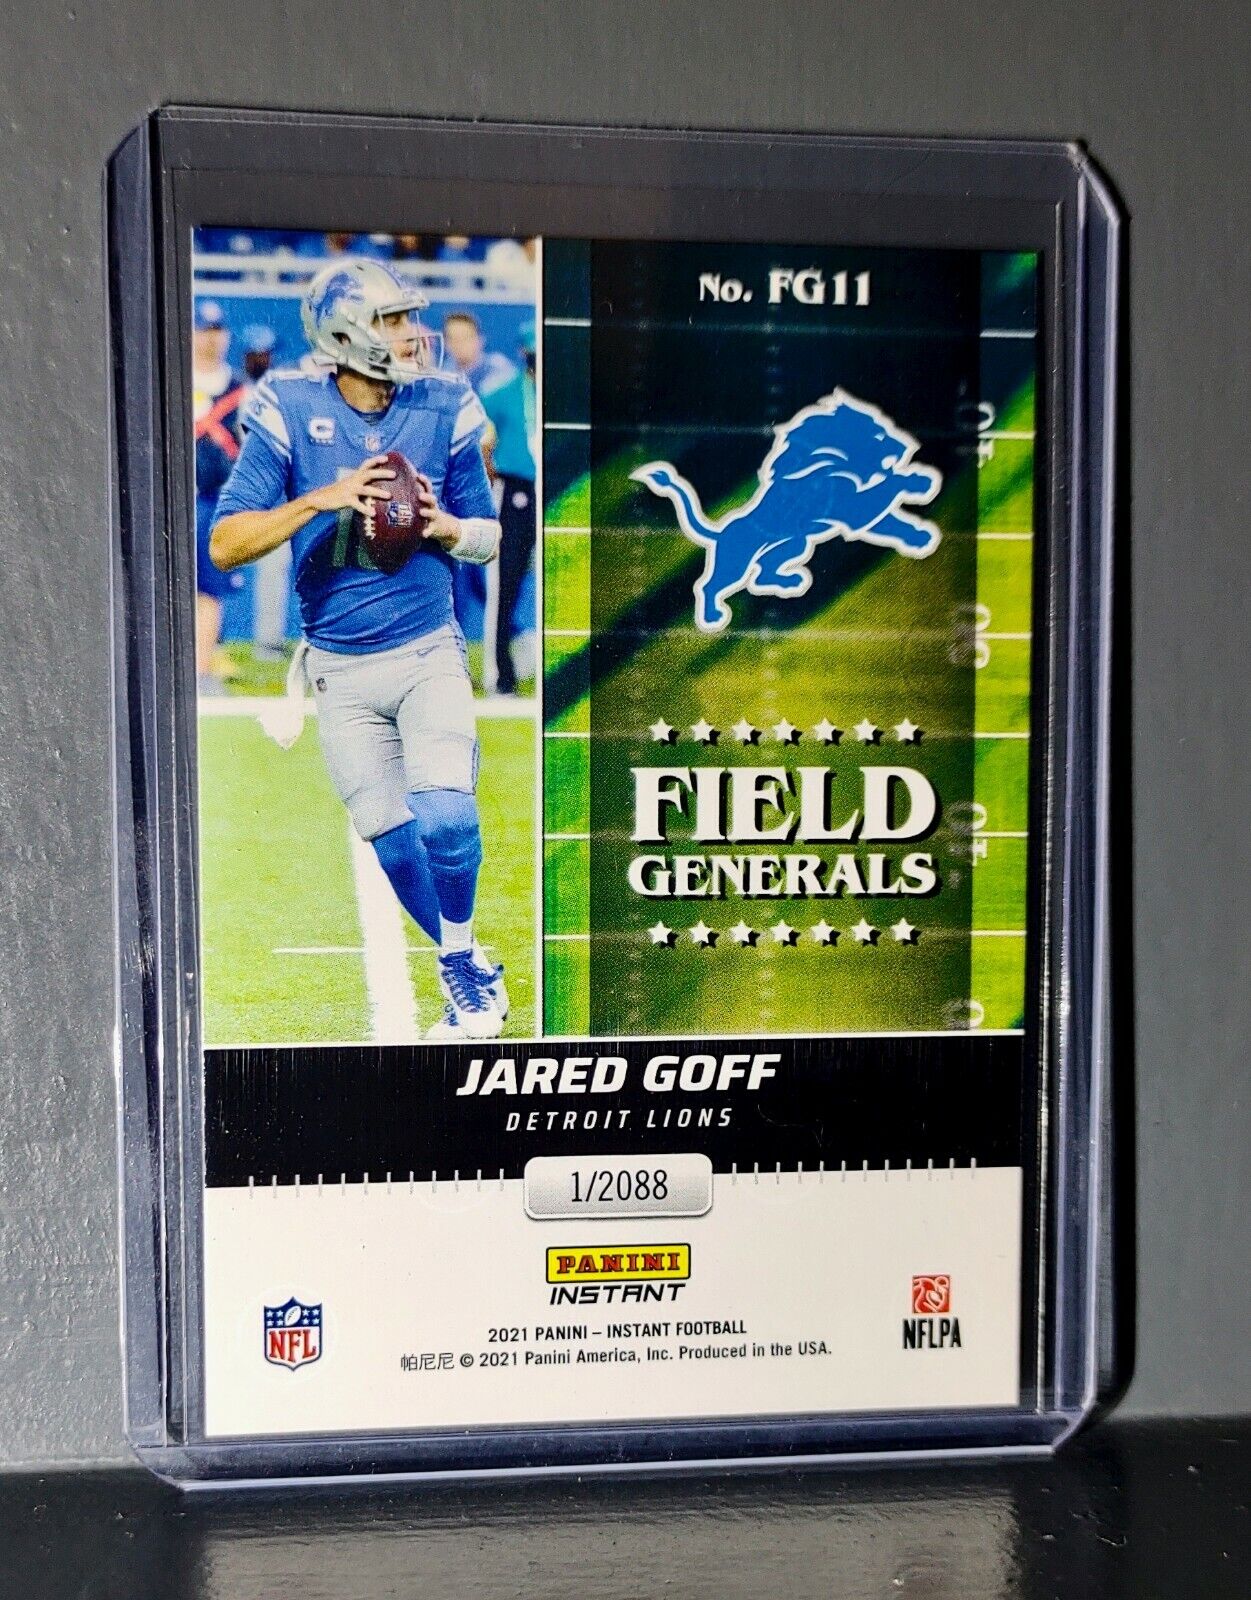 No. FG11
FIELD
GENERALS
JARED GOFF
DETROIT LIONS
1/2088
PANINI
INSTANT
2021 PANINI – INSTANT FOOTBALL
帕尼尼 © 2021 Panini America, Inc. Produced in the USA.
NFL
NFLPA
C